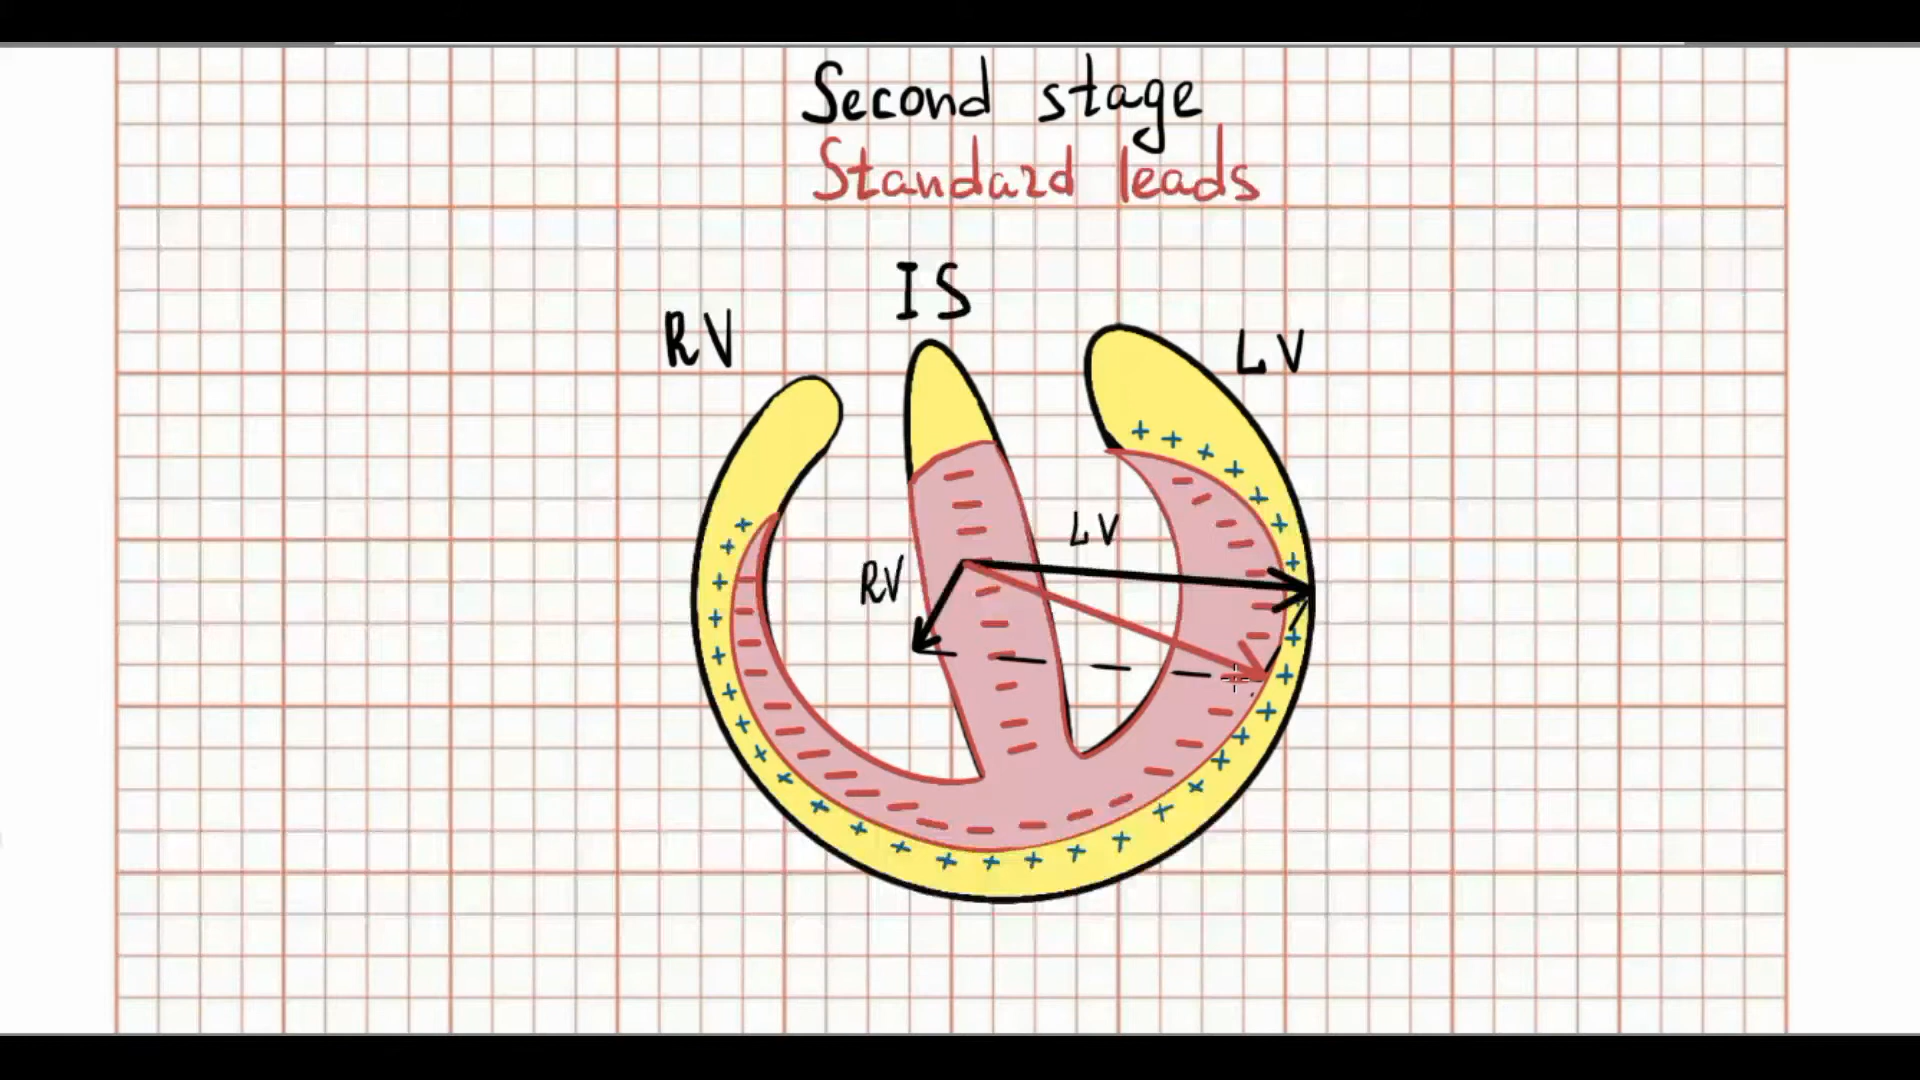 Second stage
Standard leads
IS
RV
LV
LV
RV